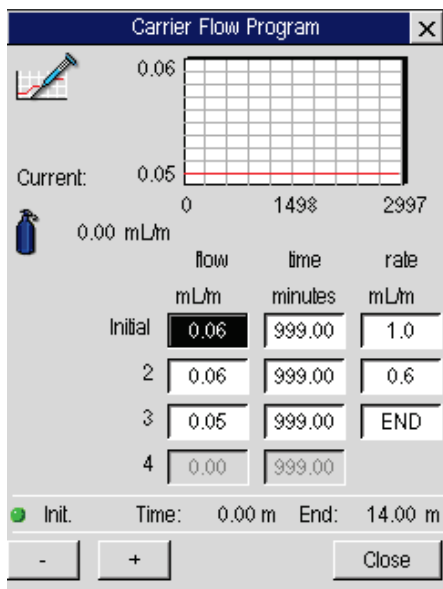 Carrier Flow Program
0.06
Current: 0.05
0 1498 2997
0.00 mL/m
flow time rate
mL/m minutes mL/m
Initial 0.06 999.00 1.0
2 0.06 999.00 0.6
3 0.05 999.00 END
4 0.00 999.00
Init. Time: 0.00 m End: 14.00 m
- + Close